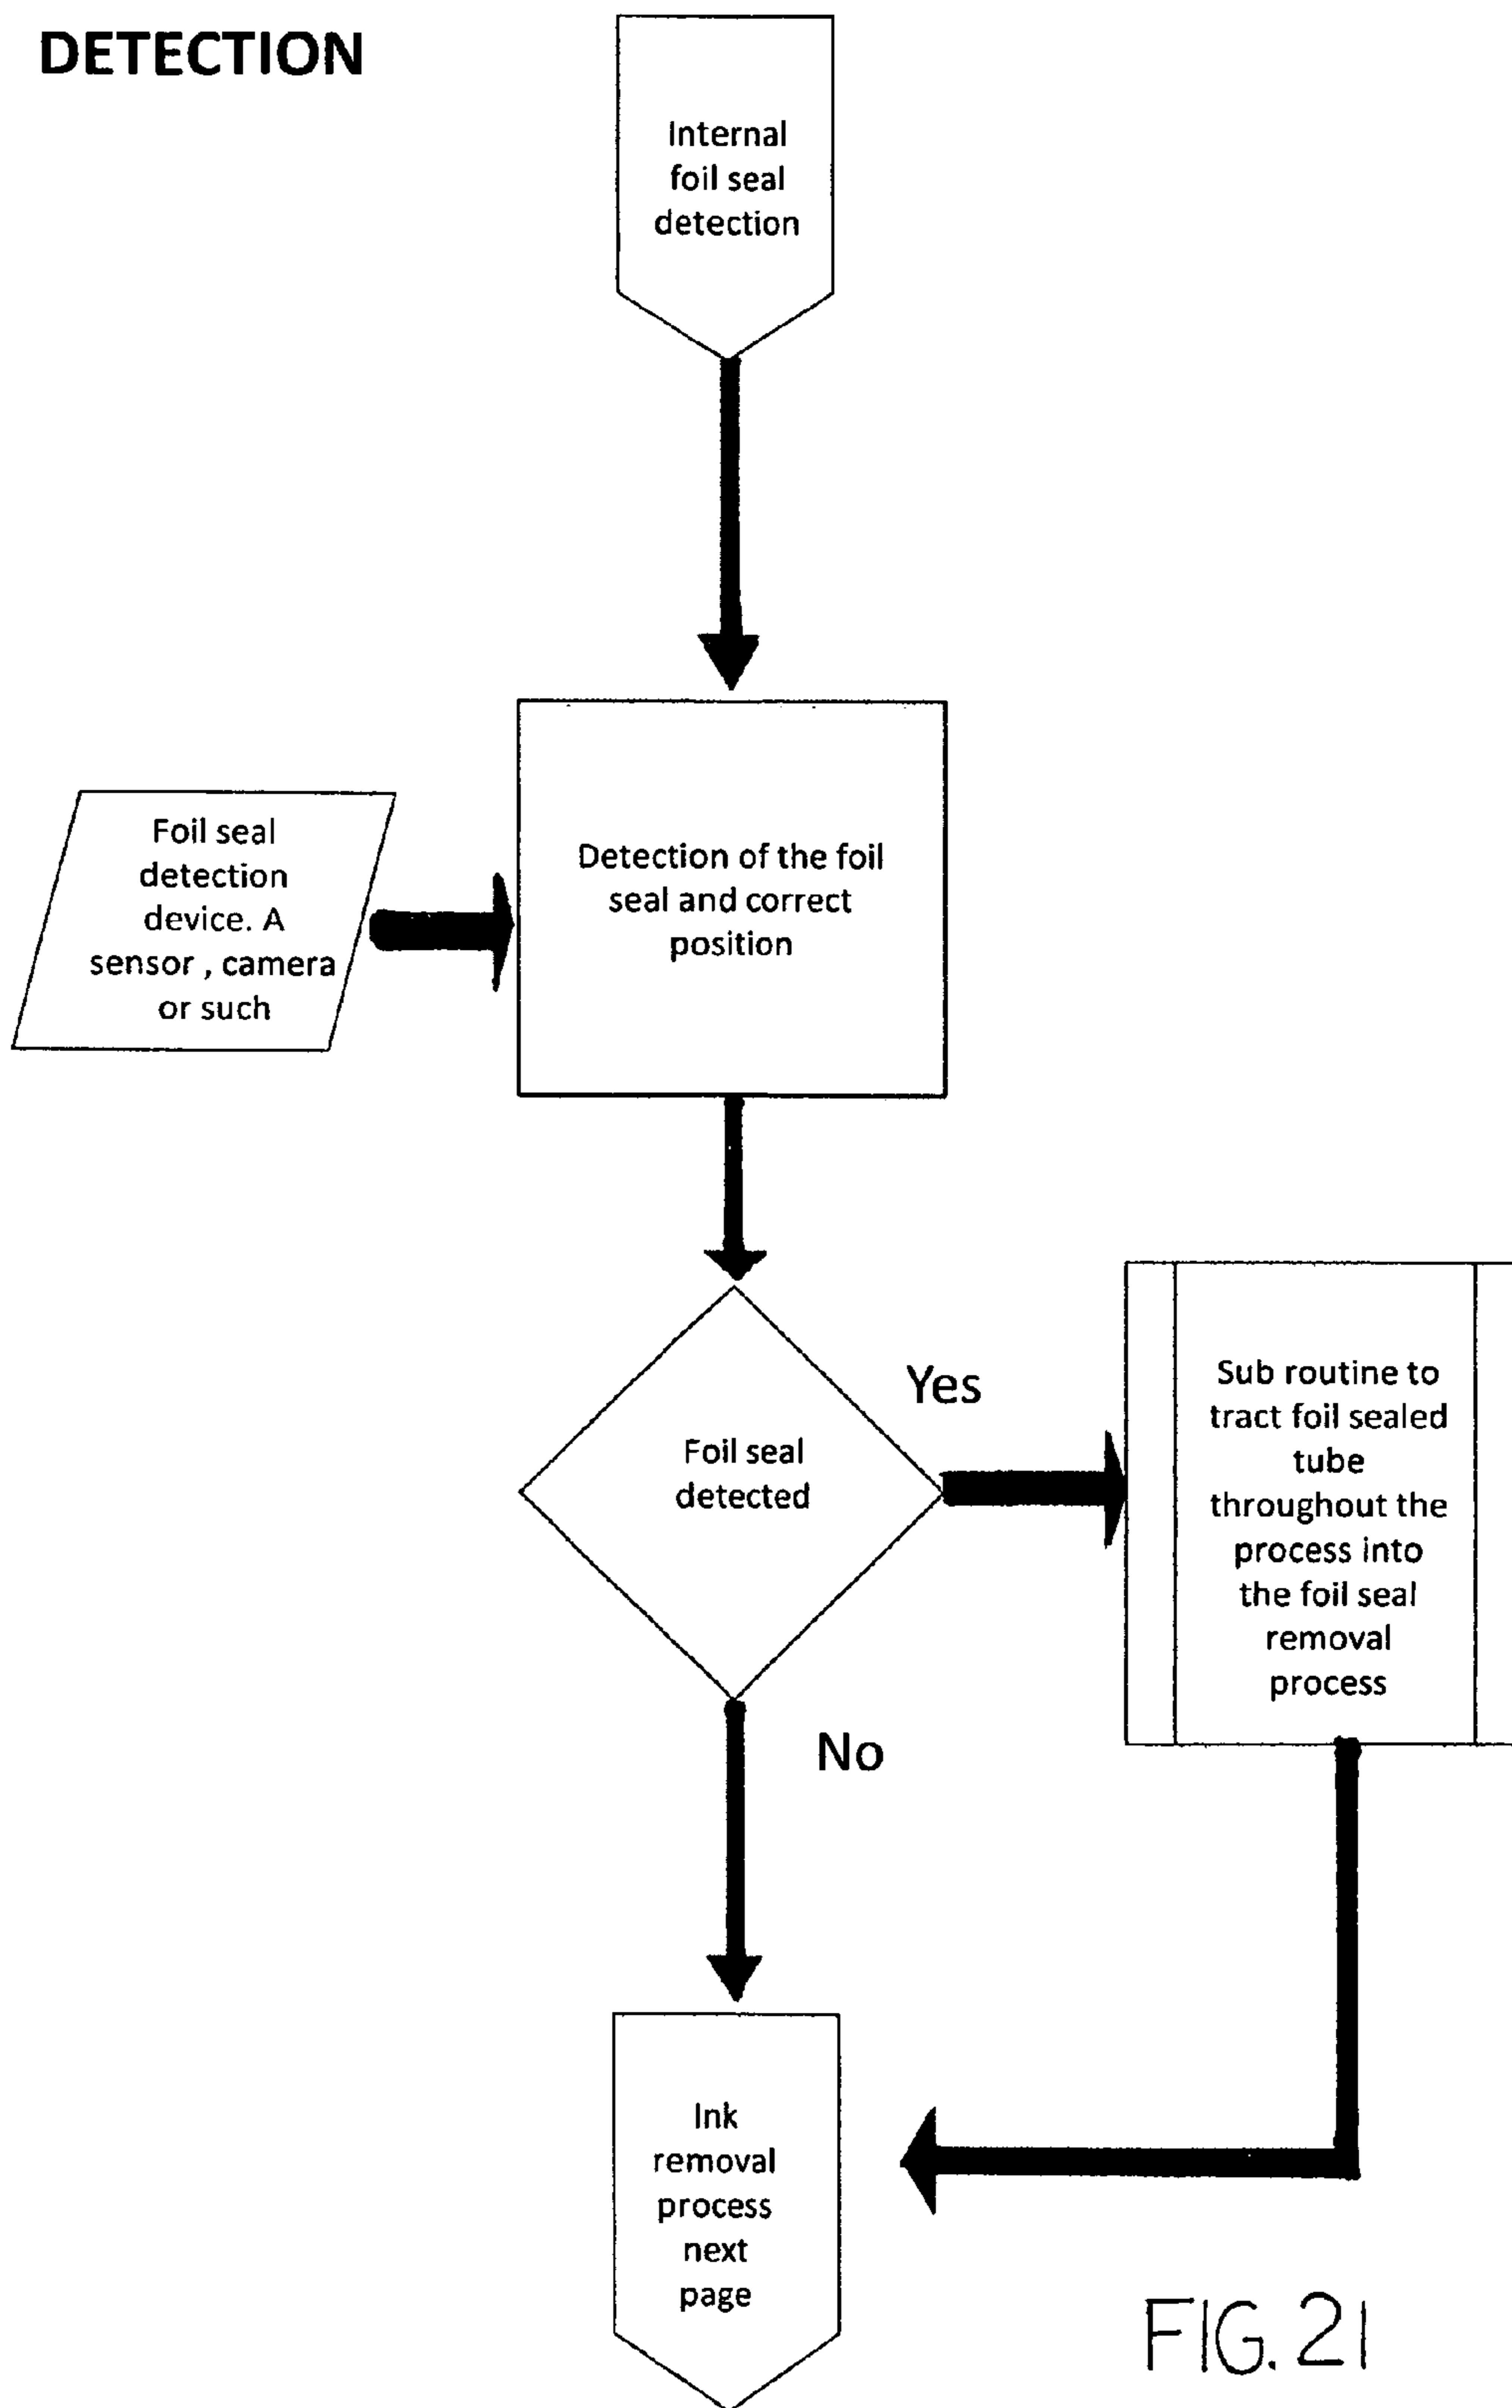 DETECTION
Internal
foil seal
detection
Foil seal
detection
device. A
sensor , camera
or such
Detection of the foil
seal and correct
position
Foil seal
detected
Yes
Sub routine to
tract foil sealed
tube
throughout the
process into
the foil seal
removal
process
No
Ink
removal
process
next
page
FIG. 21